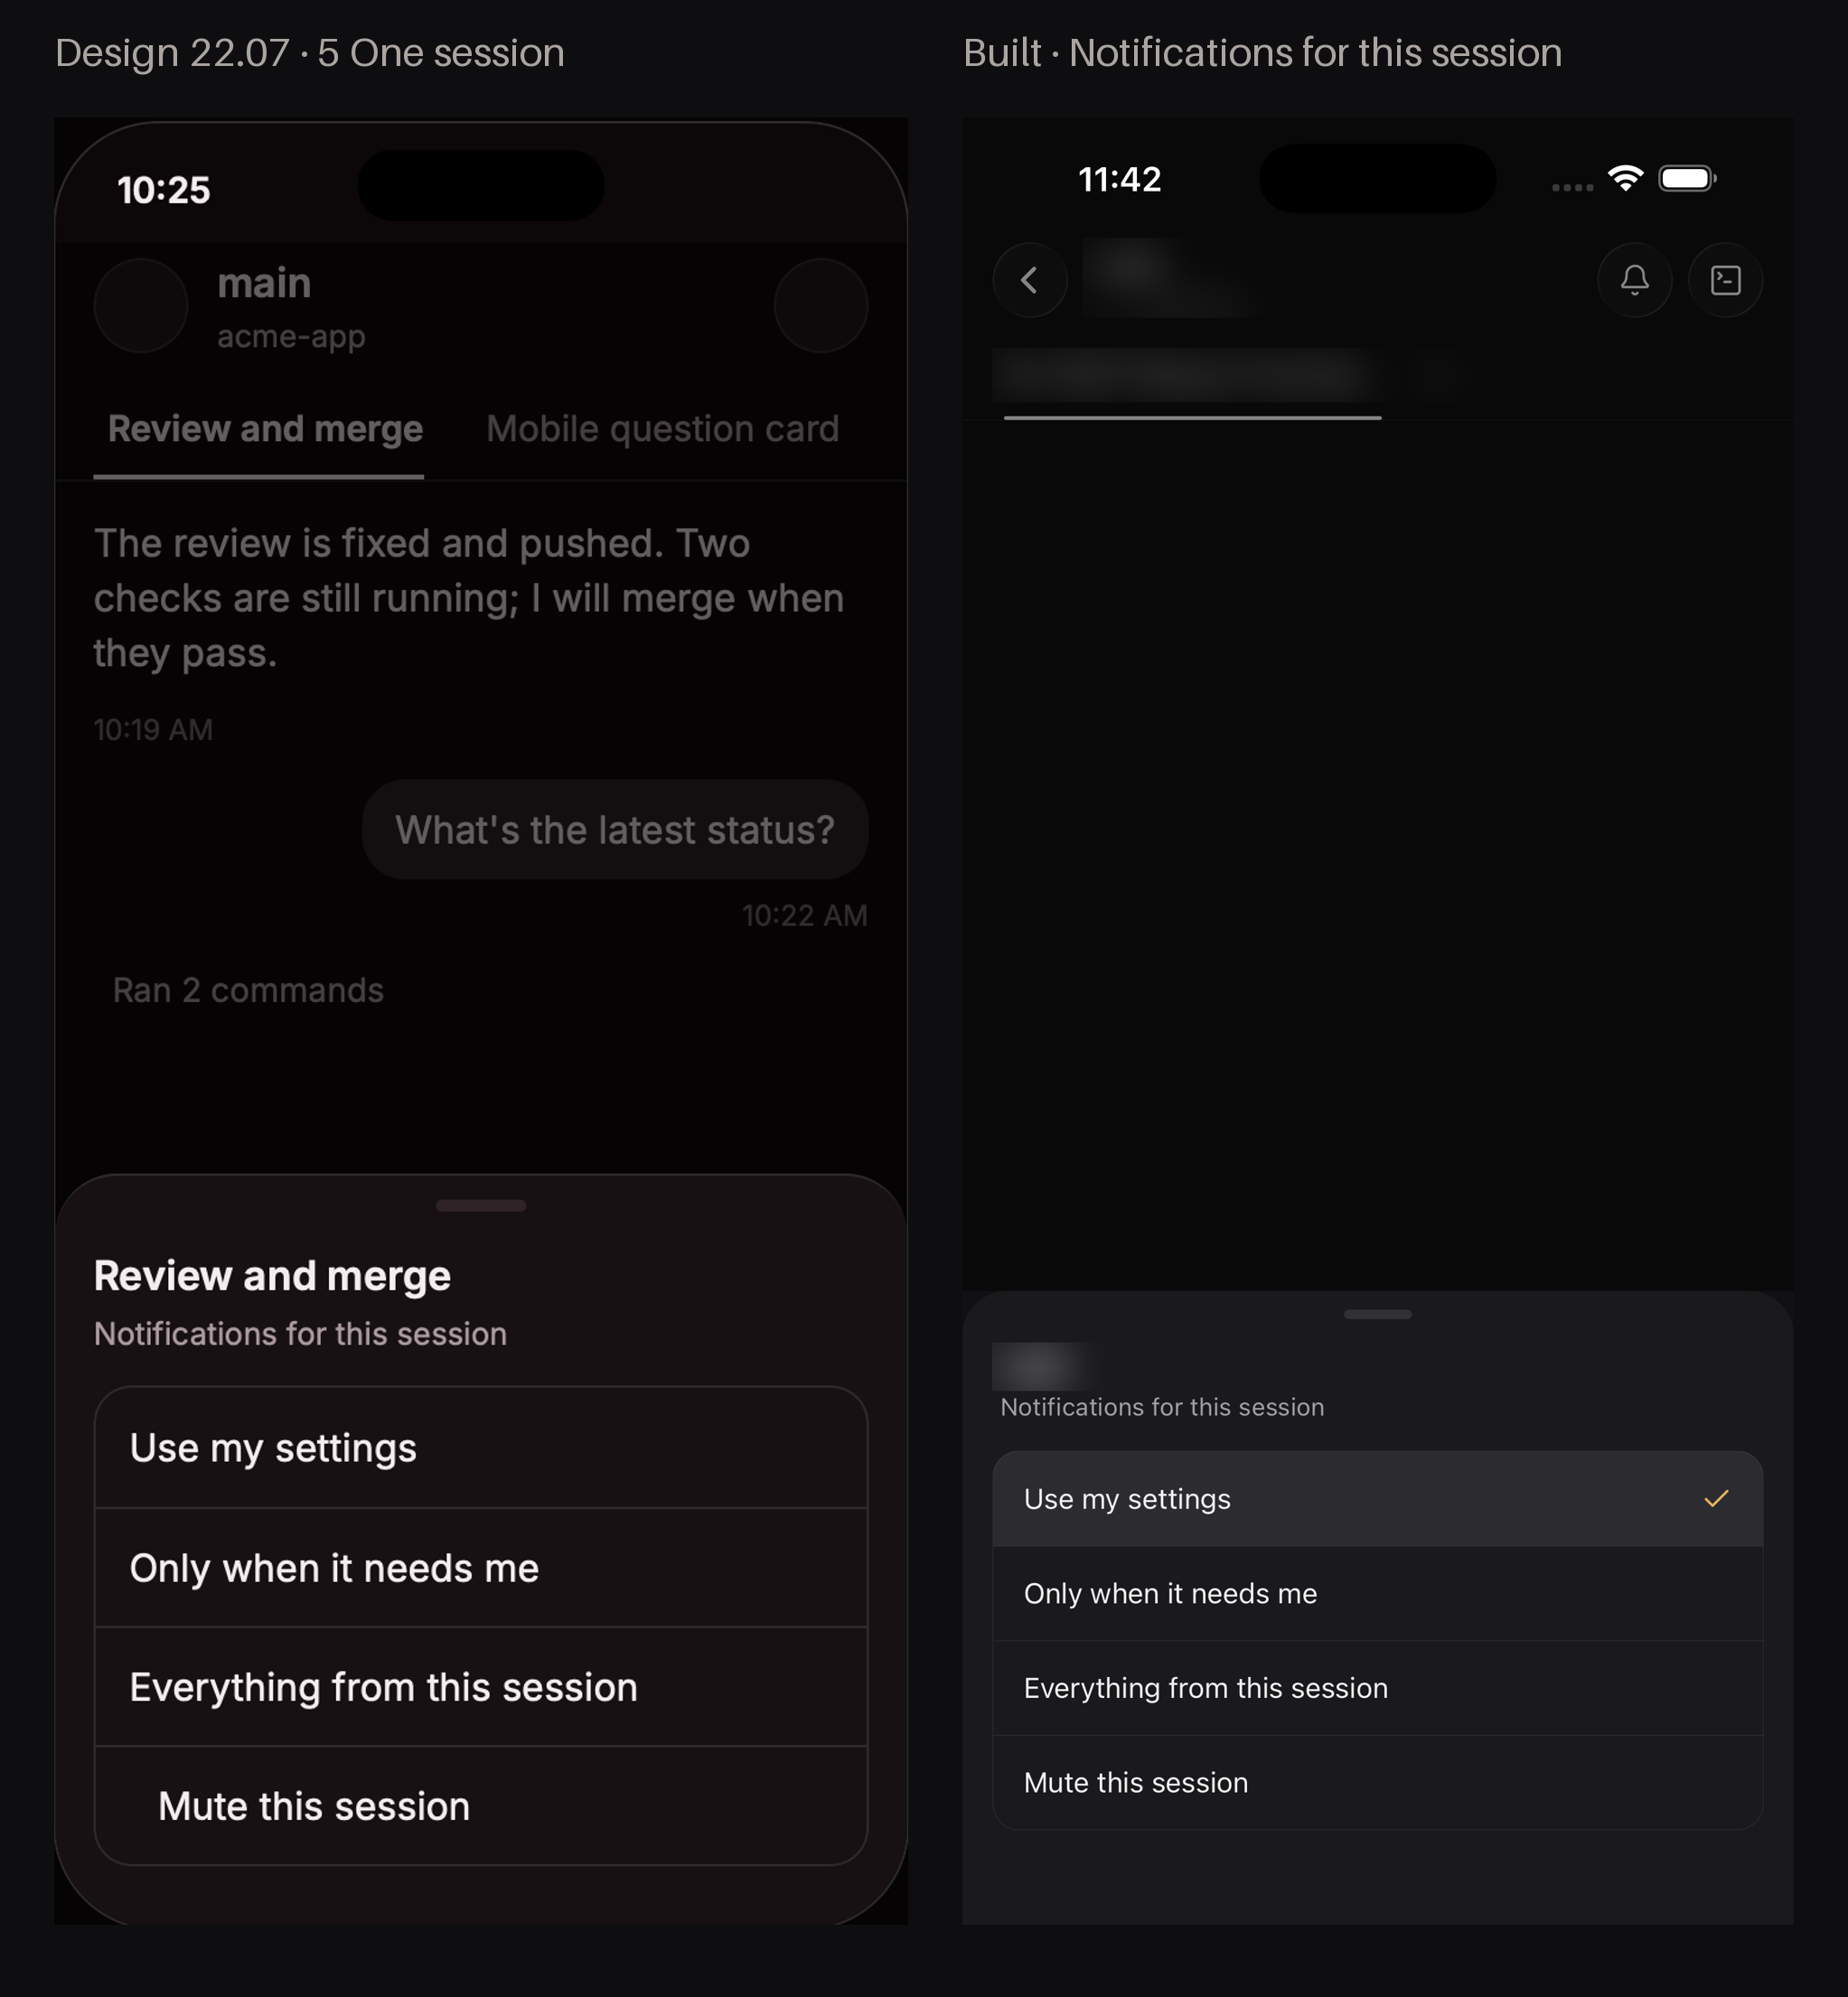 Design 22.07 · 5 One session
10:25
main
acme-app
Review and merge
Mobile question card
The review is fixed and pushed. Two
checks are still running; I will merge when
they pass.
10:19 AM
What's the latest status?
10:22 AM
Ran 2 commands
Review and merge
Notifications for this session
Use my settings
Only when it needs me
Everything from this session
Mute this session
Built · Notifications for this session
11:42
Notifications for this session
Use my settings
Only when it needs me
Everything from this session
Mute this session